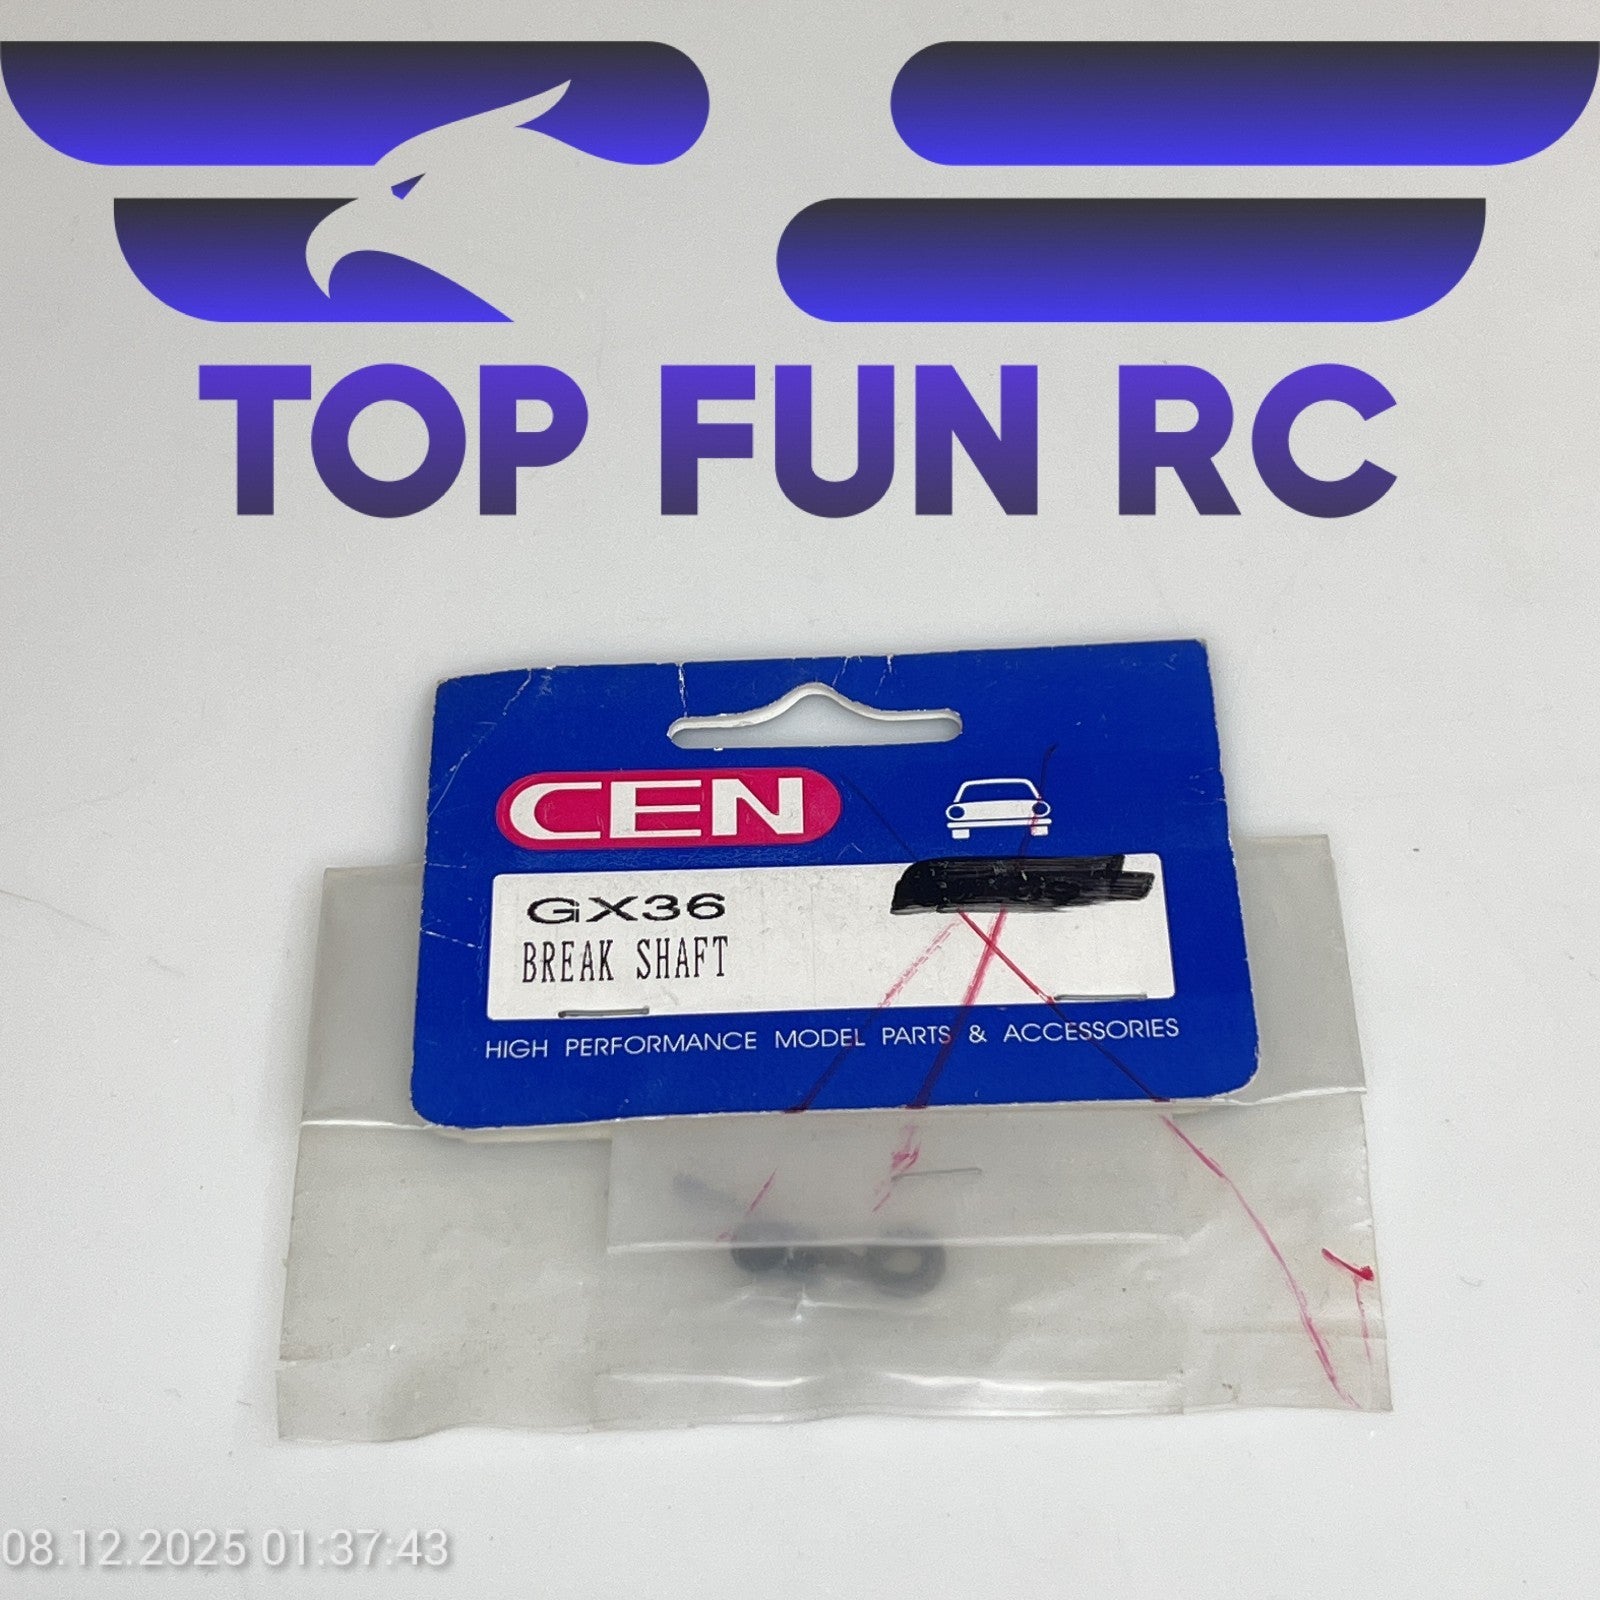 TOP FUN RC
CEN
GX36
BREAK SHAFT
HIGH PERFORMANCE MODEL PARTS & ACCESSORIES
08.12.2025 01:37:43